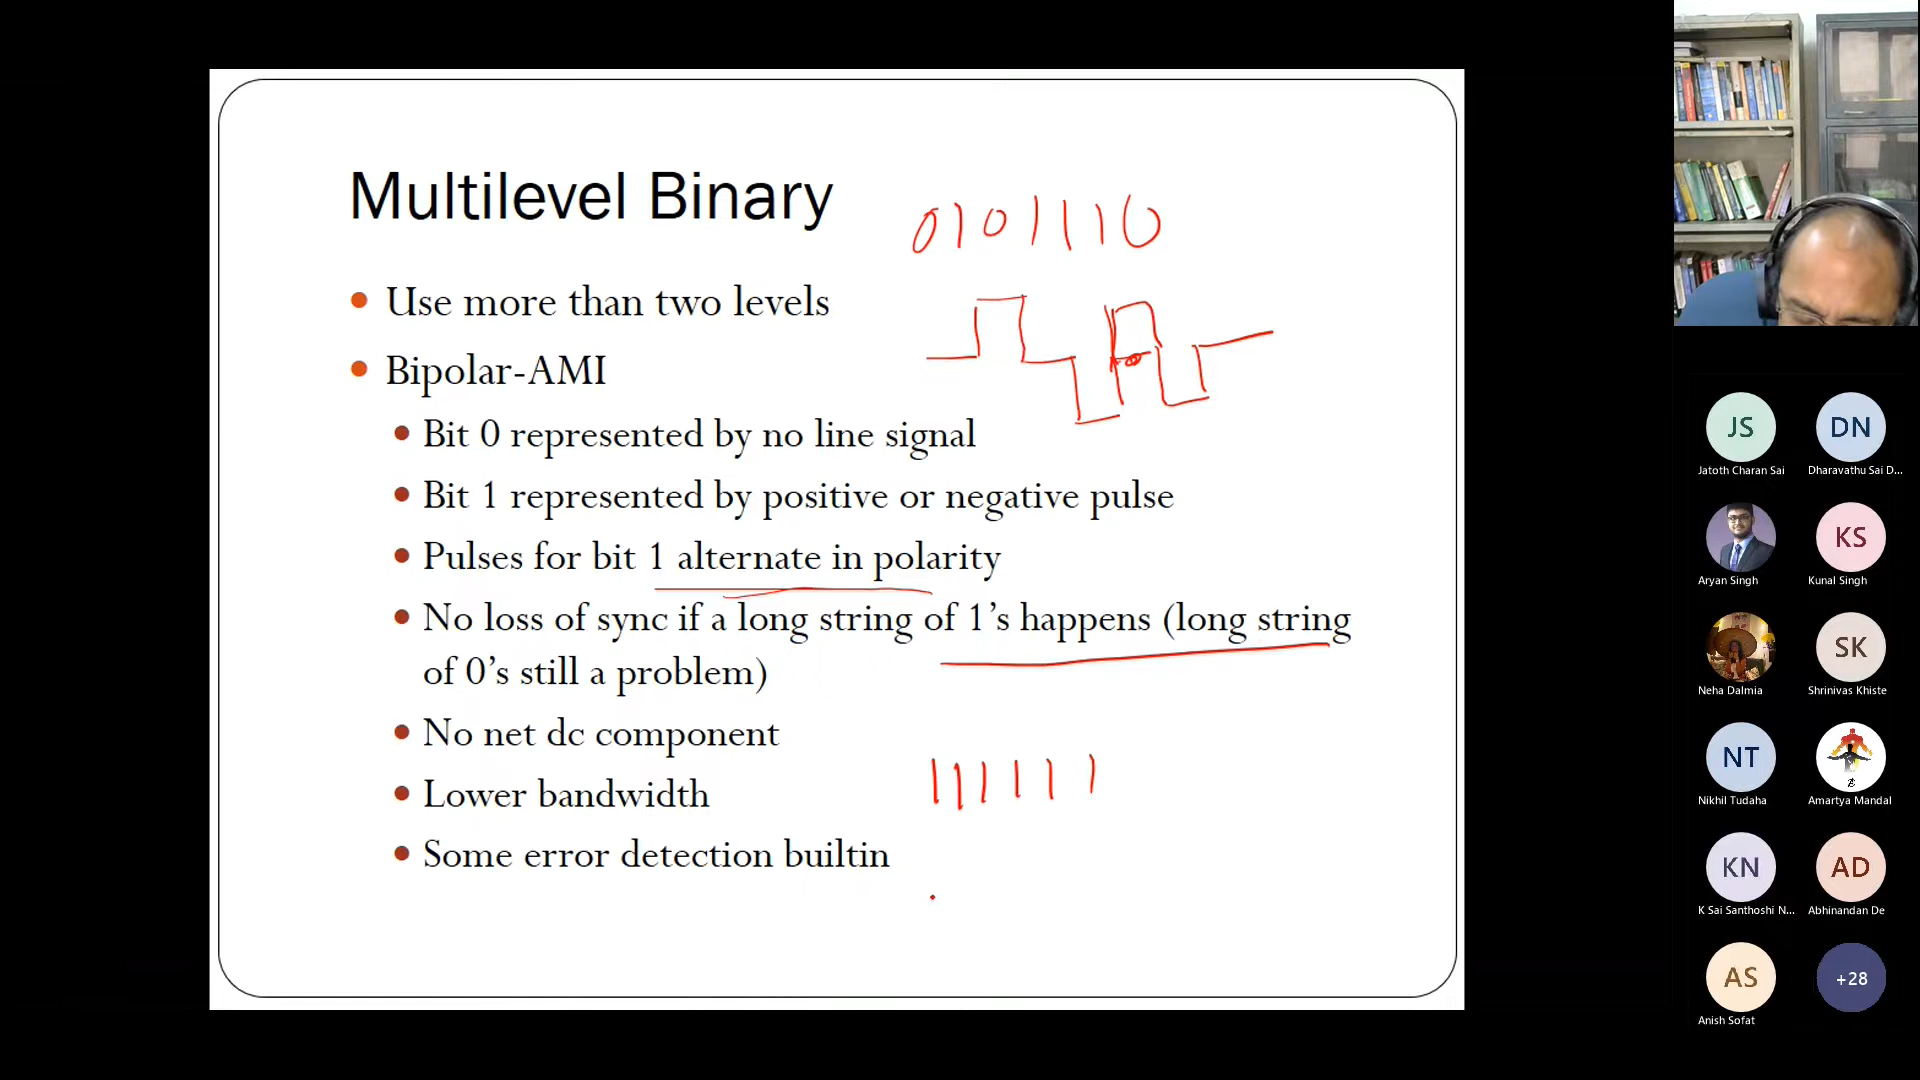 Multilevel Binary
01011110
• Use more than two levels
• Bipolar-AMI
• Bit 0 represented by no line signal
• Bit 1 represented by positive or negative pulse
• Pulses for bit 1 alternate in polarity
• No loss of sync if a long string of 1’s happens (long string
of 0’s still a problem)
• No net dc component
• Lower bandwidth
111111
• Some error detection builtin
JS
Jatoth Charan Sai
DN
Dharavathu Sai D...
Aryan Singh
KS
Kunal Singh
Neha Dalmia
SK
Shrinivas Khiste
NT
Nikhil Tudaha
Amartya Mandal
KN
K Sai Santhoshi N...
AD
Abhinandan De
AS
Anish Sofat
+28